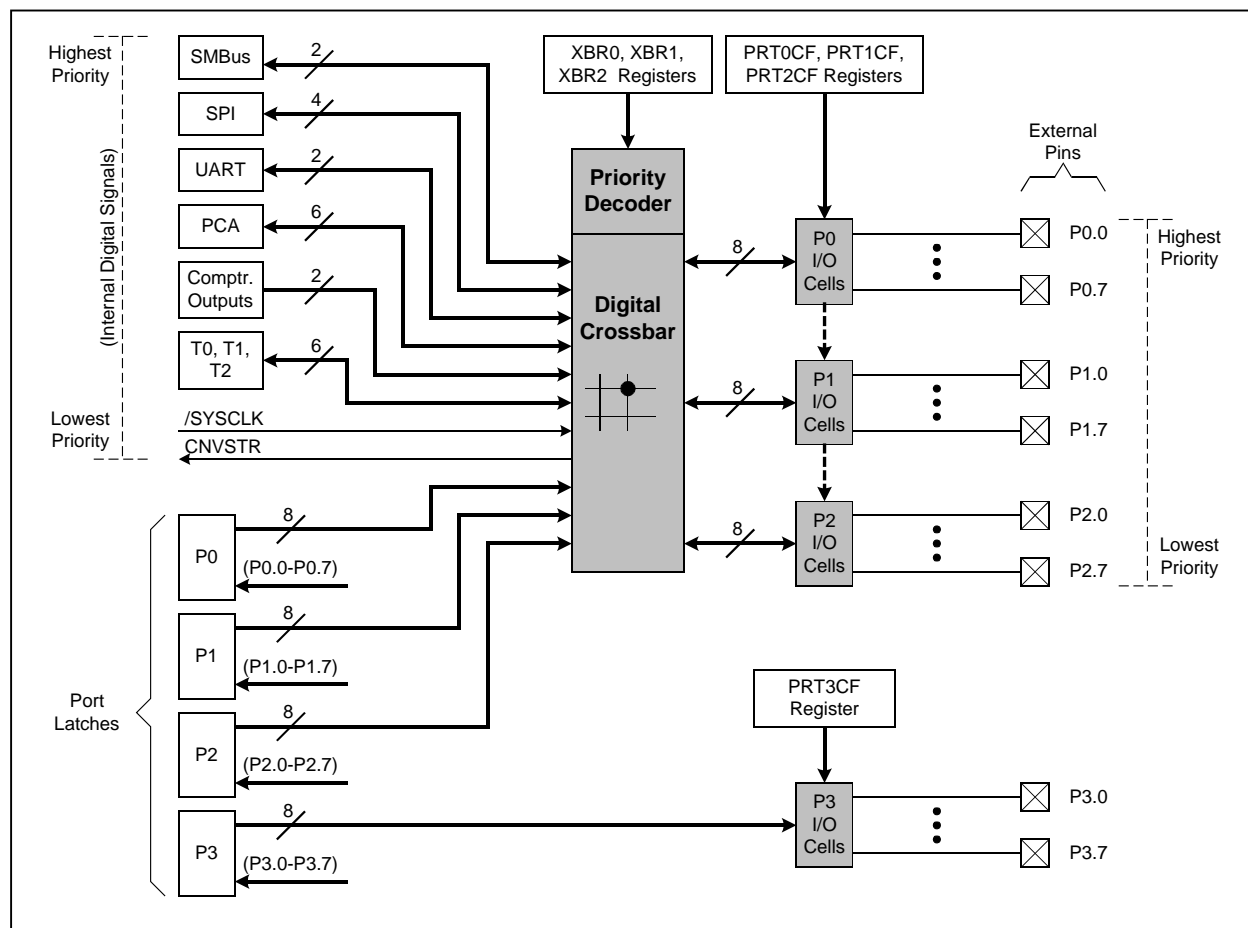 Highest
Priority
(Internal Digital Signals)
Lowest
Priority
SMBus
2
SPI
4
UART
2
PCA
6
Comptr.
Outputs
2
T0, T1,
T2
6
/SYSCLK
CNVSTR
XBR0, XBR1,
XBR2 Registers
PRT0CF, PRT1CF,
PRT2CF Registers
Priority
Decoder
Digital
Crossbar
8
P0
I/O
Cells
8
P1
I/O
Cells
8
P2
I/O
Cells
External
Pins
P0.0
P0.7
P1.0
P1.7
P2.0
P2.7
Highest
Priority
Lowest
Priority
Port
Latches
P0
8
(P0.0-P0.7)
P1
8
(P1.0-P1.7)
P2
8
(P2.0-P2.7)
P3
8
(P3.0-P3.7)
PRT3CF
Register
P3
I/O
Cells
P3.0
P3.7